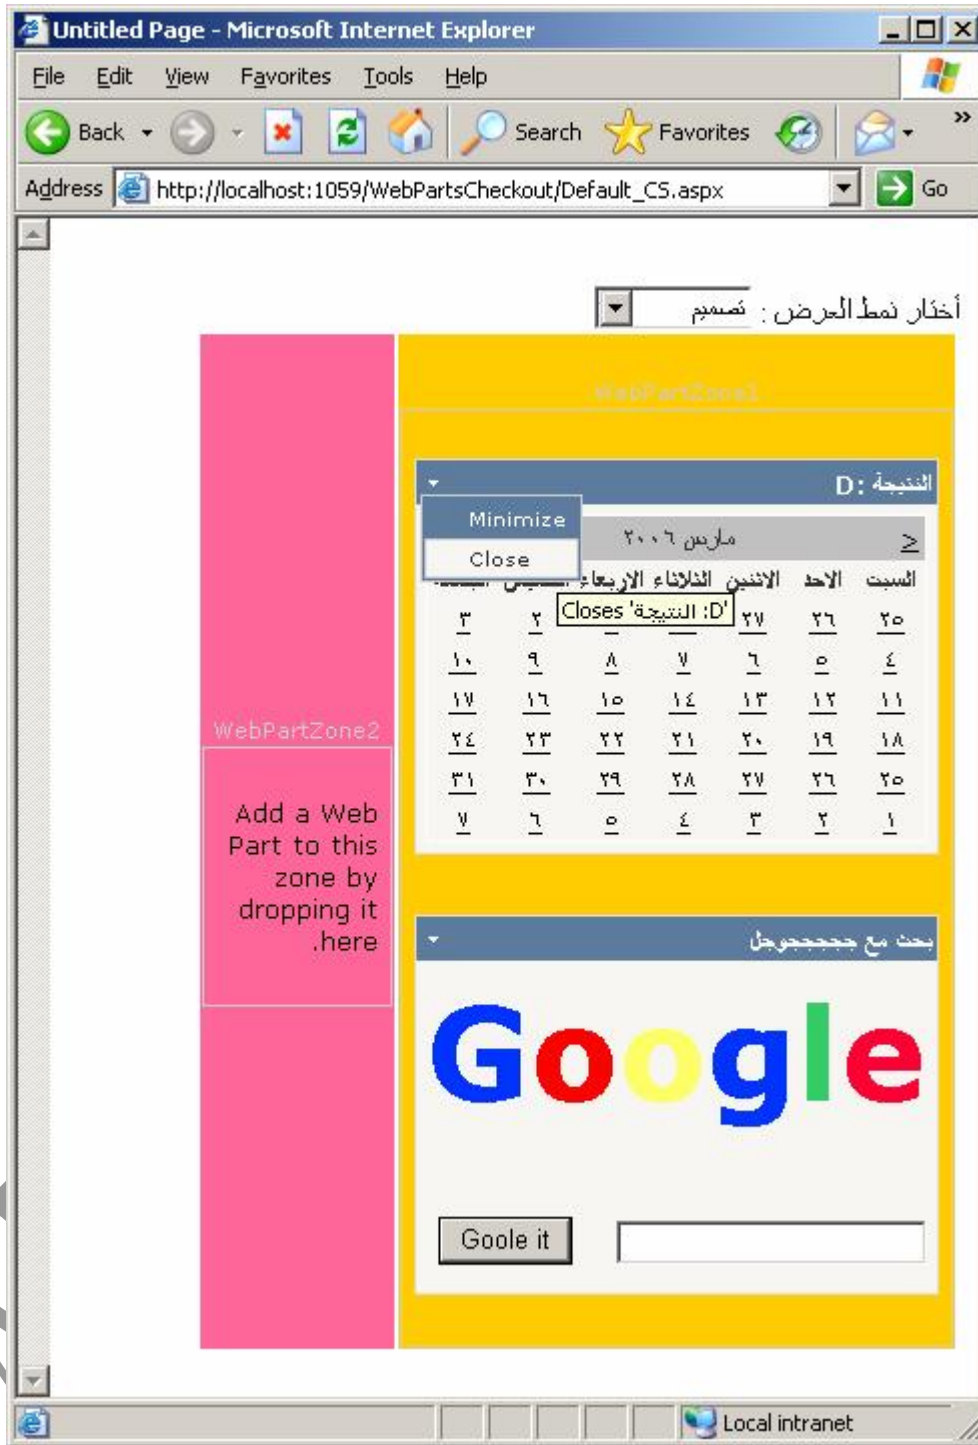 Untitled Page - Microsoft Internet Explorer
File Edit View Favorites Tools Help
Back Search Favorites
Address http://localhost:1059/WebPartsCheckout/Default_CS.aspx Go
أختار نمط العرض : تصميم
WebPartZone1
النتيجة :D
Minimize
Close
< مارس ٢٠٠٦
السبت الاحد الاثنين الثلاثاء الاربعاء
Closes 'النتيجة :D'
٢٥ ٢٦ ٢٧ ٢ ٣
٤ ٥ ٦ ٧ ٨ ٩ ١٠
١١ ١٢ ١٣ ١٤ ١٥ ١٦ ١٧
١٨ ١٩ ٢٠ ٢١ ٢٢ ٢٣ ٢٤
٢٥ ٢٦ ٢٧ ٢٨ ٢٩ ٣٠ ٣١
١ ٢ ٣ ٤ ٥ ٦ ٧
بحث مع جججججوجل
Google
Goole it
WebPartZone2
Add a Web
Part to this
zone by
dropping it
here.
Local intranet